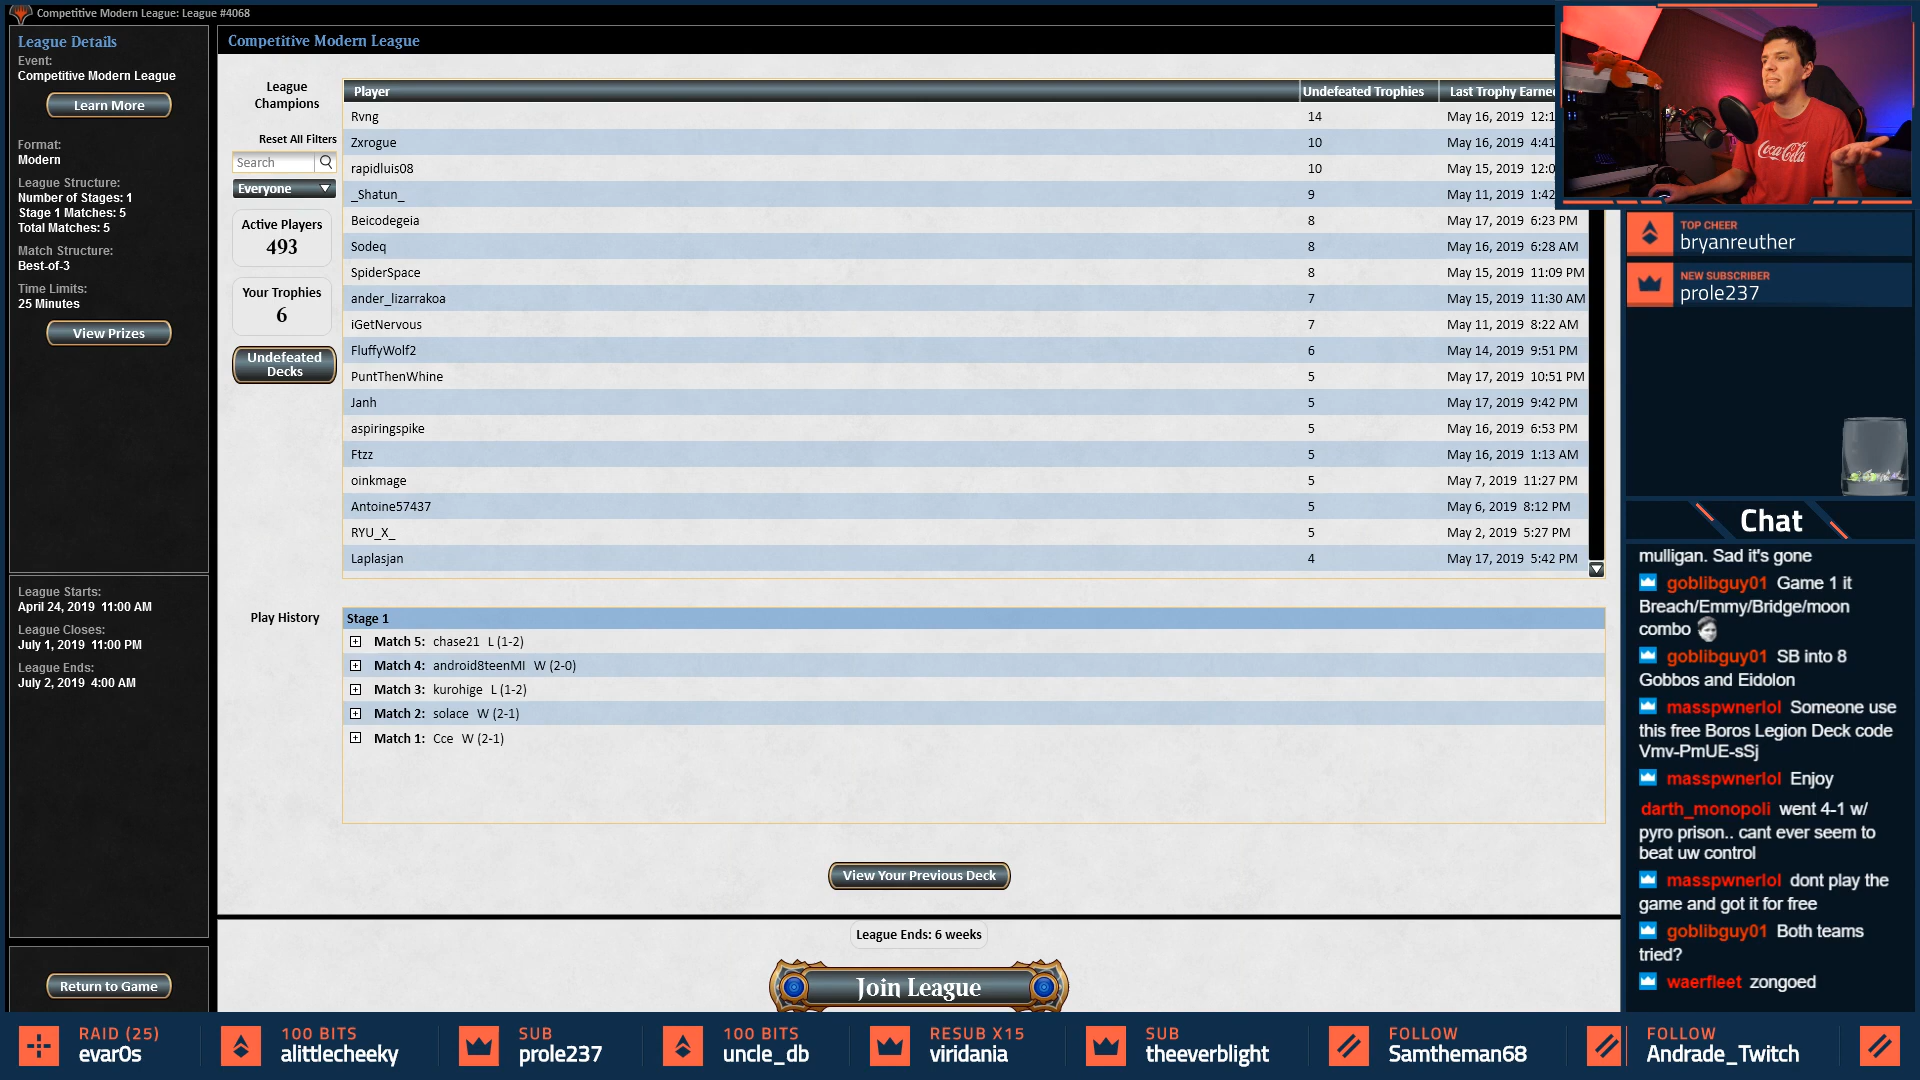 Competitive Modern League: League #4068
League Details
Event:
Competitive Modern League
Learn More
Format:
Modern
League Structure:
Number of Stages: 1
Stage 1 Matches: 5
Total Matches: 5
Match Structure:
Best-of-3
Time Limits:
25 Minutes
View Prizes
League Starts:
April 24, 2019 11:00 AM
League Closes:
July 1, 2019 11:00 PM
League Ends:
July 2, 2019 4:00 AM
Return to Game
Competitive Modern League
League
Champions
Reset All Filters
Search
Everyone
Active Players
493
Your Trophies
6
Undefeated
Decks
Player Undefeated Trophies Last Trophy Earne
Rvng 14 May 16, 2019 12:1
Zxrogue 10 May 16, 2019 4:41
rapidluis08 10 May 15, 2019 12:0
_Shatun_ 9 May 11, 2019 1:42
Beicodegeia 8 May 17, 2019 6:23 PM
Sodeq 8 May 16, 2019 6:28 AM
SpiderSpace 8 May 15, 2019 11:09 PM
ander_lizarrakoa 7 May 15, 2019 11:30 AM
iGetNervous 7 May 11, 2019 8:22 AM
FluffyWolf2 6 May 14, 2019 9:51 PM
PuntThenWhine 5 May 17, 2019 10:51 PM
Janh 5 May 17, 2019 9:42 PM
aspiringspike 5 May 16, 2019 6:53 PM
Ftzz 5 May 16, 2019 1:13 AM
oinkmage 5 May 7, 2019 11:27 PM
Antoine57437 5 May 6, 2019 8:12 PM
RYU_X_ 5 May 2, 2019 5:27 PM
Laplasjan 4 May 17, 2019 5:42 PM
Play History
Stage 1
Match 5: chase21 L (1-2)
Match 4: android8teenMI W (2-0)
Match 3: kurohige L (1-2)
Match 2: solace W (2-1)
Match 1: Cce W (2-1)
View Your Previous Deck
League Ends: 6 weeks
Join League
Coca-Cola
TOP CHEER
bryanreuther
NEW SUBSCRIBER
prole237
Chat
mulligan. Sad it's gone
goblibguy01 Game 1 it
Breach/Emmy/Bridge/moon
combo
goblibguy01 SB into 8
Gobbos and Eidolon
masspwnerlol Someone use
this free Boros Legion Deck code
Vmv-PmUE-sSj
masspwnerlol Enjoy
darth_monopoli went 4-1 w/
pyro prison.. cant ever seem to
beat uw control
masspwnerlol dont play the
game and got it for free
goblibguy01 Both teams
tried?
waerfleet zongoed
RAID (25)
evar0s
100 BITS
alittlecheeky
SUB
prole237
100 BITS
uncle_db
RESUB X15
viridania
SUB
theeverblight
FOLLOW
Samtheman68
FOLLOW
Andrade_Twitch